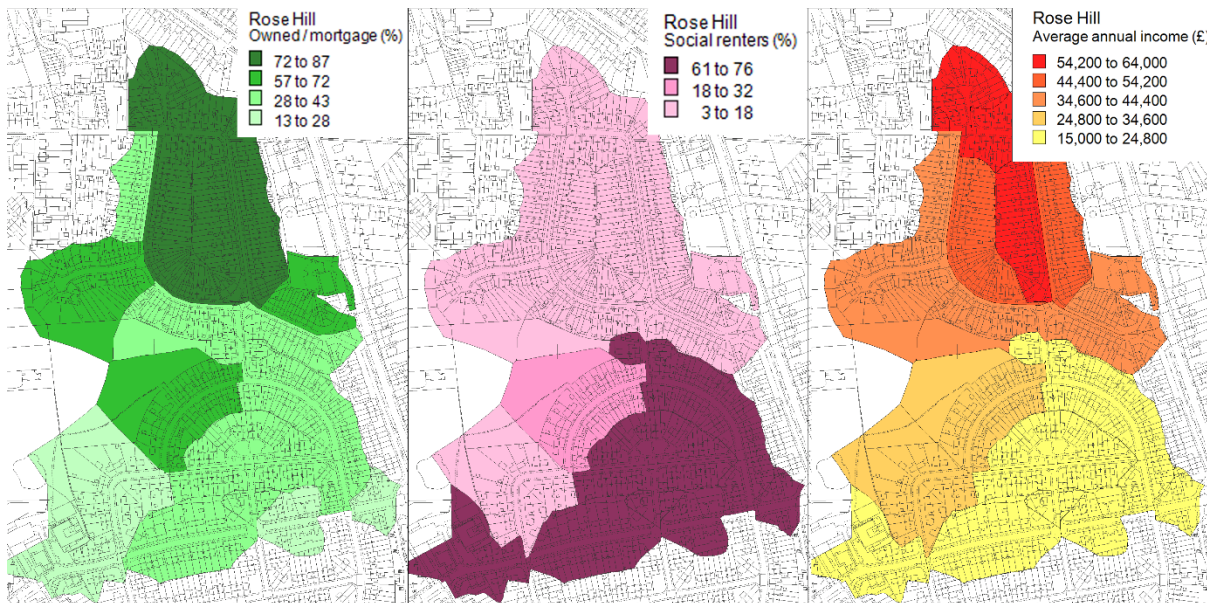 Rose Hill
Owned / mortgage (%)
72 to 87
57 to 72
28 to 43
13 to 28
Rose Hill
Social renters (%)
61 to 76
18 to 32
3 to 18
Rose Hill
Average annual income (£)
54,200 to 64,000
44,400 to 54,200
34,600 to 44,400
24,800 to 34,600
15,000 to 24,800